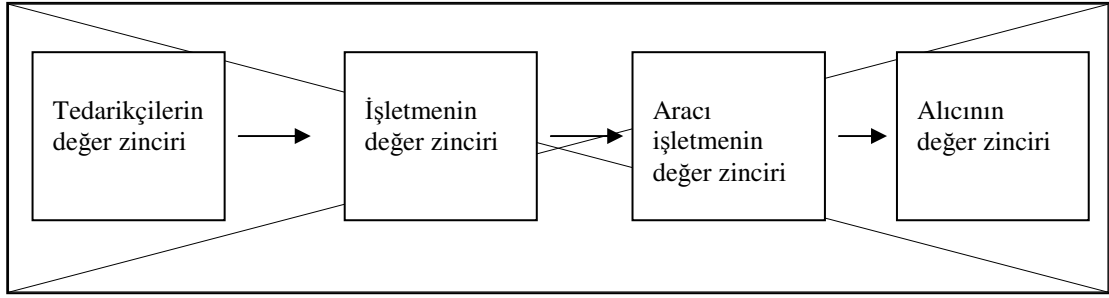 Tedarikçilerin
değer zinciri
İşletmenin
değer zinciri
Aracı
işletmenin
değer zinciri
Alıcının
değer zinciri